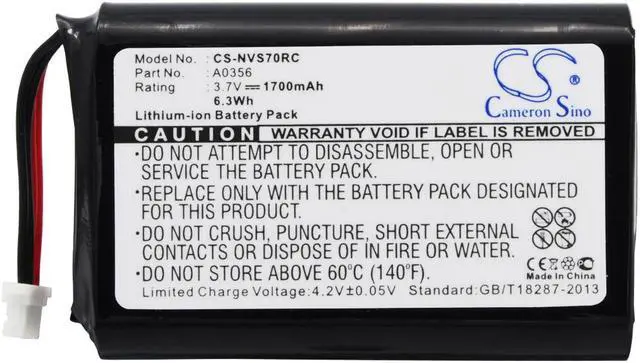 Model No. : CS-NVS70RC
Part No. : A0356
Rating : 3.7V⎓1700mAh
6.3Wh
Lithium-ion Battery Pack
CS
Cameron Sino
CAUTION
WARRANTY VOID IF LABEL IS REMOVED
•DO NOT ATTEMPT TO DISASSEMBLE, OPEN OR
SERVICE THE BATTERY PACK.
•REPLACE WITH THE BATTERY PACK DESIGNATED
FOR THIS MACHINE ONLY.
•DO NOT CRUSH, PUNCTURE, SHORT EXTERNAL
CONTACTS OR DISPOSE OF IN FIRE OR WATER.
•DO NOT STORE ABOVE 60°C (140°F).
CE
Made In China
Limited Charge Voltage:4.2V±0.05V Standard:GB/T18287-2013